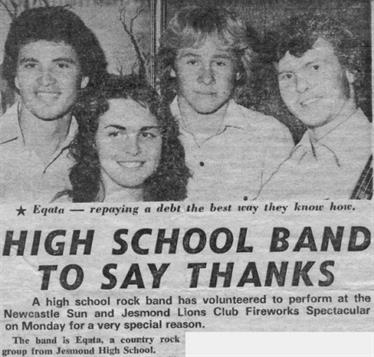 ★ Eqata — repaying a debt the best way they know how.
HIGH SCHOOL BAND
TO SAY THANKS
A high school rock band has volunteered to perform at the
Newcastle Sun and Jesmond Lions Club Fireworks Spectacular
on Monday for a very special reason.
The band is Eqata, a country rock
group from Jesmond High School.